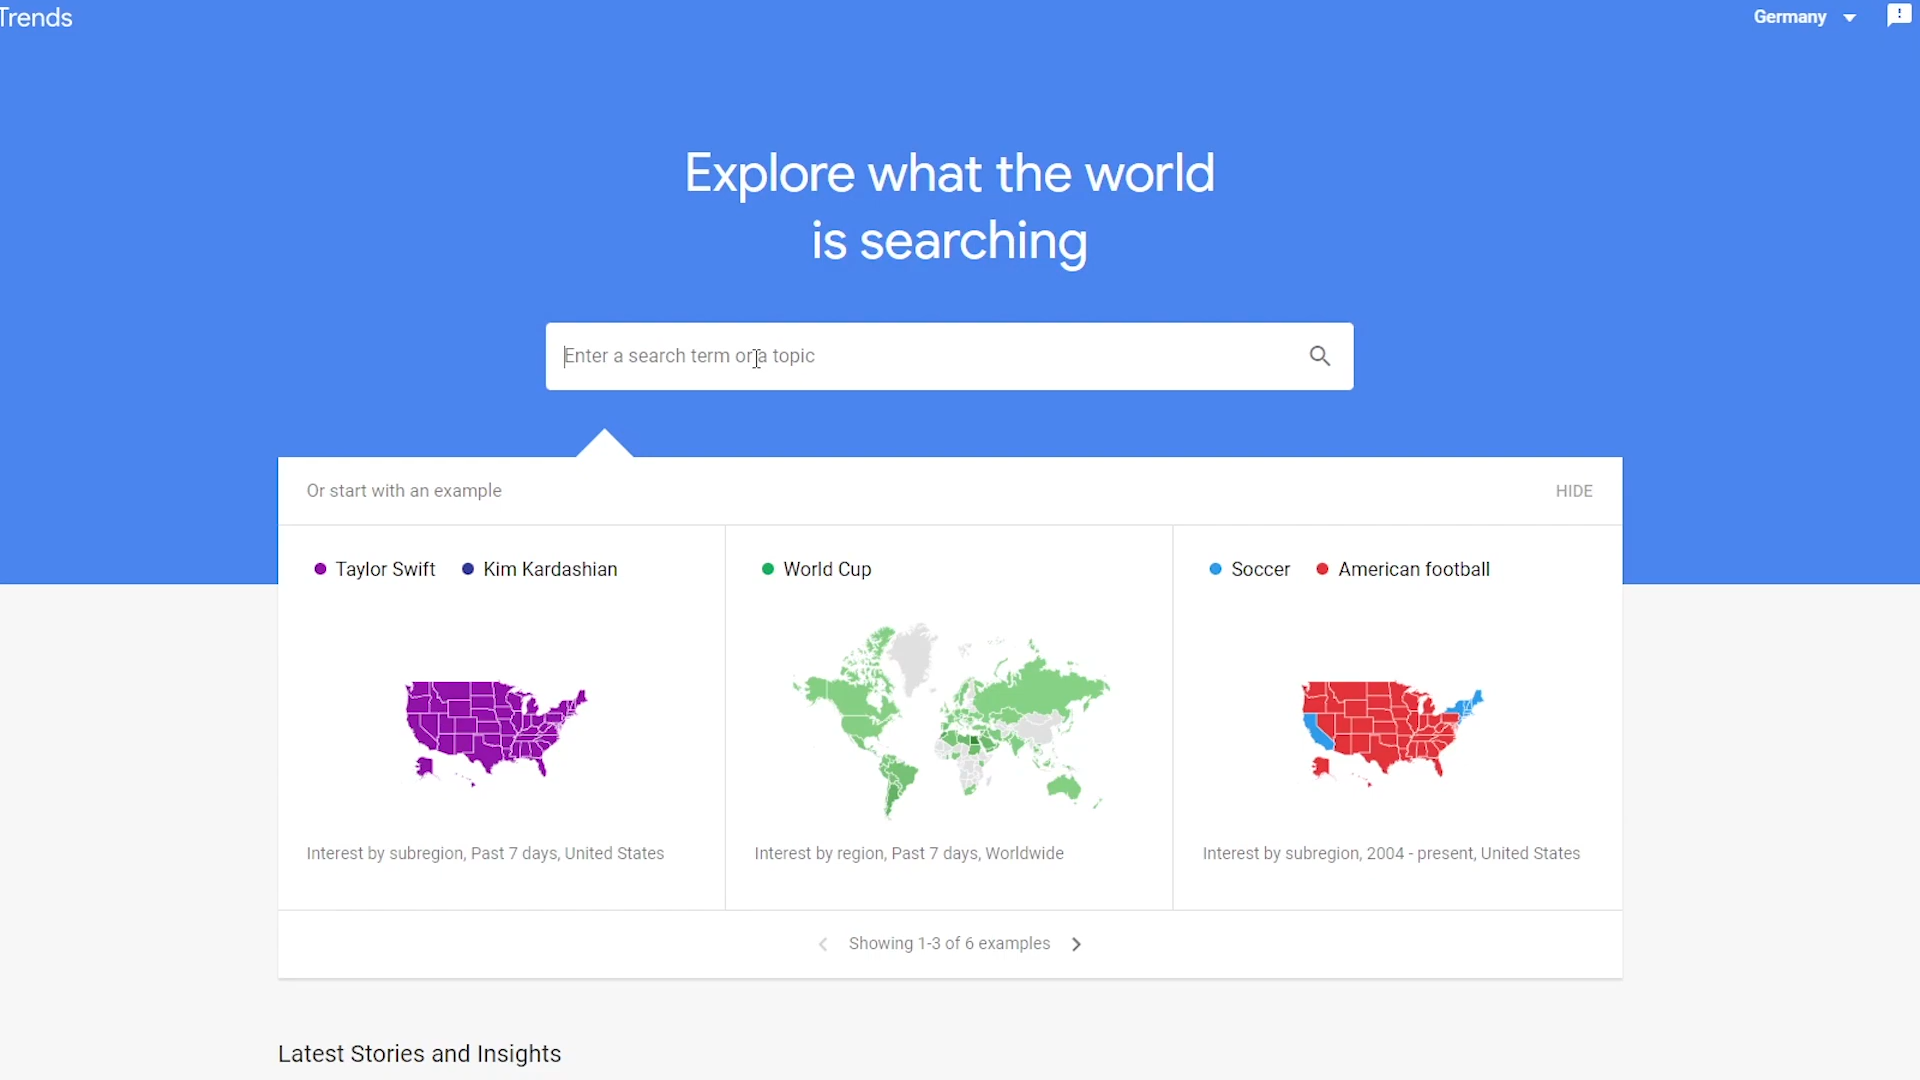 Trends
Germany
Explore what the world
is searching
Enter a search term or a topic
Or start with an example
HIDE
Taylor Swift Kim Kardashian
World Cup
Soccer American football
Interest by subregion, Past 7 days, United States
Interest by region, Past 7 days, Worldwide
Interest by subregion, 2004 - present, United States
Showing 1-3 of 6 examples
Latest Stories and Insights